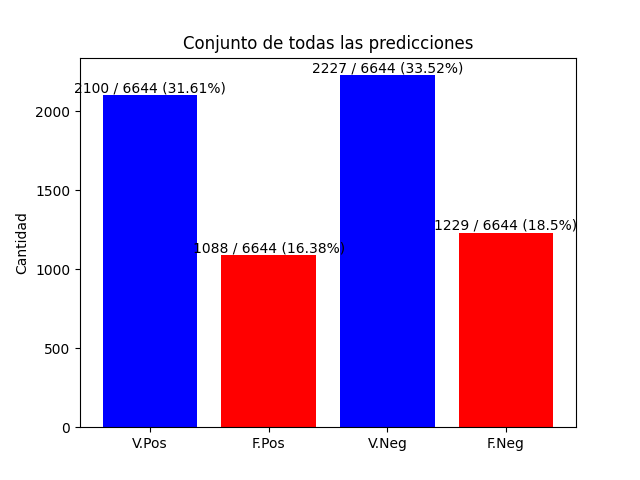 Conjunto de todas las predicciones
2227 / 6644 (33.52%)
2100 / 6644 (31.61%)
1229 / 6644 (18.5%)
1088 / 6644 (16.38%)
Cantidad
2000
1500
1000
500
0
V.Pos F.Pos V.Neg F.Neg